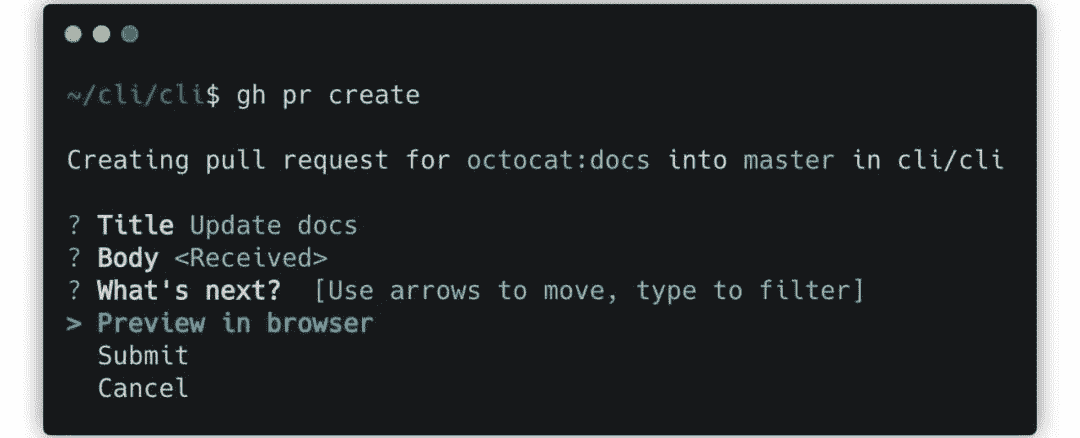 ~/cli/cli$ gh pr create
Creating pull request for octocat:docs into master in cli/cli
? Title Update docs
? Body <Received>
? What's next?  [Use arrows to move, type to filter]
> Preview in browser
  Submit
  Cancel